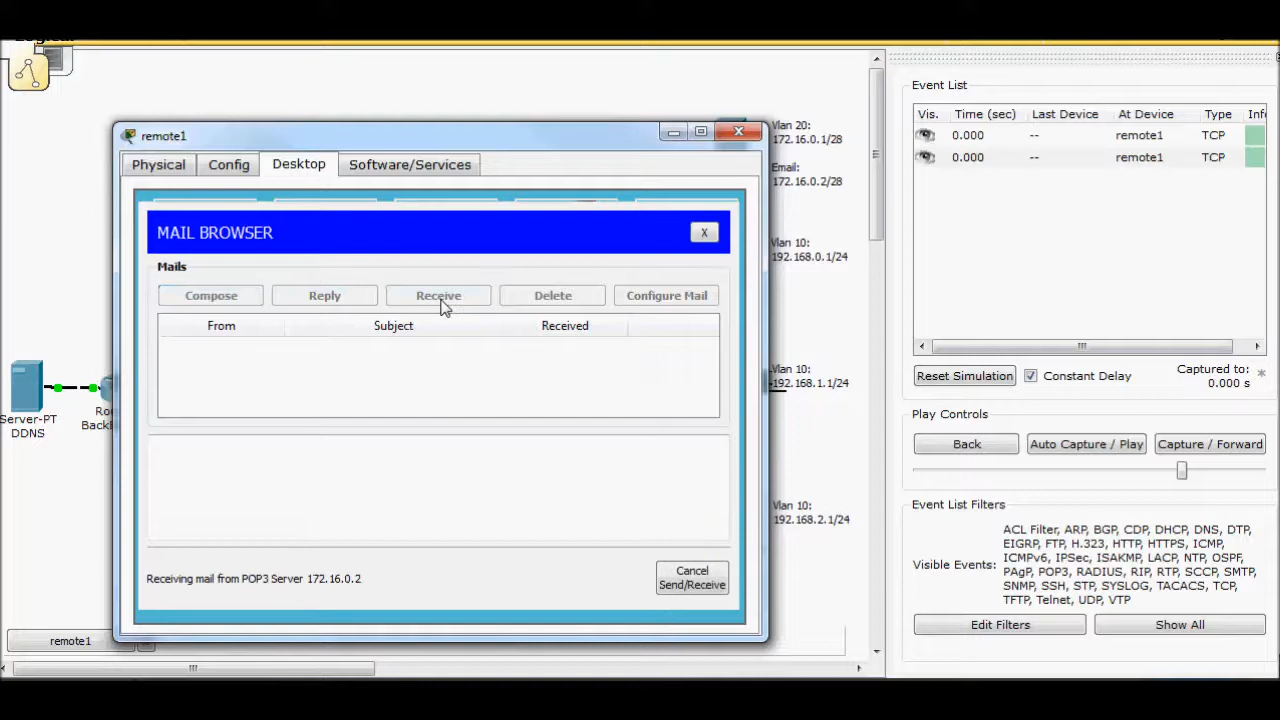 remote1
Physical Config Desktop Software/Services
MAIL BROWSER
X
Mails
Compose Reply Receive Delete Configure Mail
From Subject Received
Receiving mail from POP3 Server 172.16.0.2
Cancel
Send/Receive
Server-PT
DDNS
Vlan 20:
172.16.0.1/28
Email:
172.16.0.2/28
Vlan 10:
192.168.0.1/24
Vlan 10:
192.168.1.1/24
Vlan 10:
192.168.2.1/24
remote1
Event List
Vis. Time (sec) Last Device At Device Type Info
0.000 -- remote1 TCP
0.000 -- remote1 TCP
Reset Simulation Constant Delay
Captured to:
0.000 s
*
Play Controls
Back Auto Capture / Play Capture / Forward
Event List Filters
Visible Events:
ACL Filter, ARP, BGP, CDP, DHCP, DNS, DTP,
EIGRP, FTP, H.323, HTTP, HTTPS, ICMP,
ICMPv6, IPSec, ISAKMP, LACP, NTP, OSPF,
PAgP, POP3, RADIUS, RIP, RTP, SCCP, SMTP,
SNMP, SSH, STP, SYSLOG, TACACS, TCP,
TFTP, Telnet, UDP, VTP
Edit Filters Show All